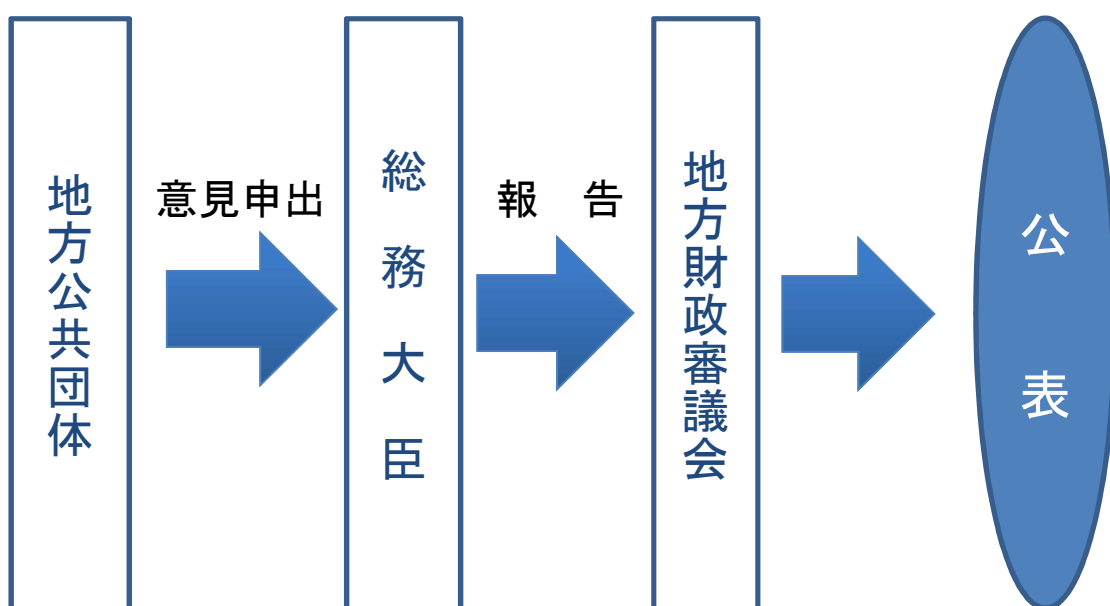 地方公共団体
意見申出
総務大臣
報　告
地方財政審議会
公表